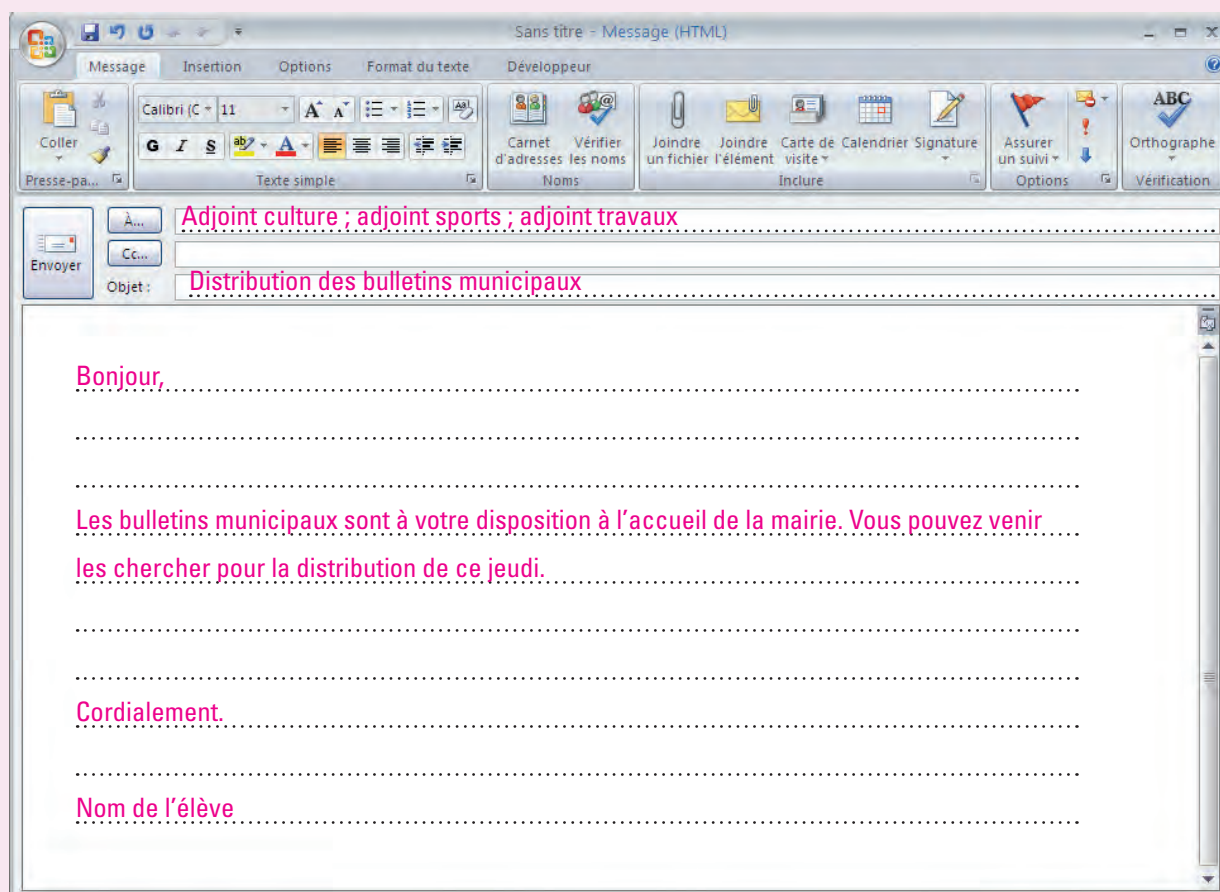 Sans titre - Message (HTML)
Message Insertion Options Format du texte Développeur
Calibri (C 11
Coller
G I S
Carnet d'adresses
Vérifier les noms
Joindre un fichier
Joindre l'élément
Carte de visite
Calendrier
Signature
Assurer un suivi
ABC
Orthographe
Presse-pa...
Texte simple
Noms
Inclure
Options
Vérification
À... Adjoint culture ; adjoint sports ; adjoint travaux
Cc...
Envoyer
Objet : Distribution des bulletins municipaux
Bonjour,
Les bulletins municipaux sont à votre disposition à l’accueil de la mairie. Vous pouvez venir
les chercher pour la distribution de ce jeudi.
Cordialement.
Nom de l’élève